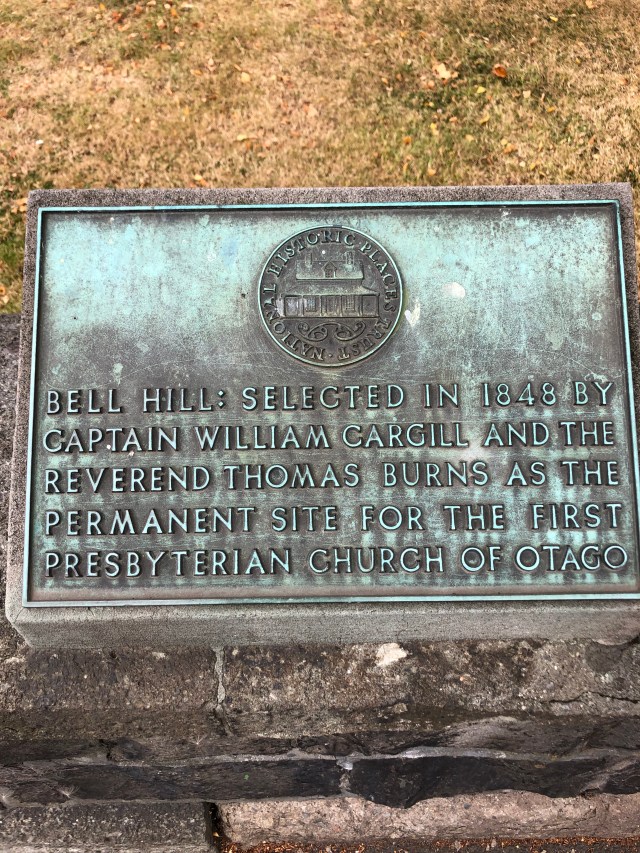 NATIONAL HISTORIC PLACES TRUST ·
BELL HILL: SELECTED IN 1848 BY
CAPTAIN WILLIAM CARGILL AND THE
REVEREND THOMAS BURNS AS THE
PERMANENT SITE FOR THE FIRST
PRESBYTERIAN CHURCH OF OTAGO